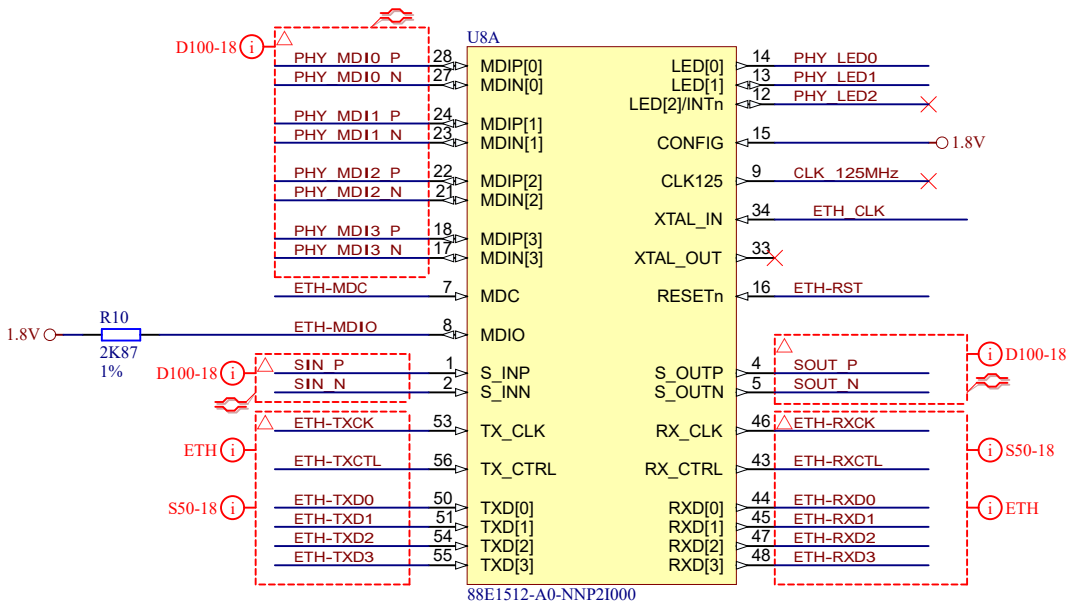 U8A
D100-18 i
PHY_MDI0_P 28 MDIP[0] LED[0] 14 PHY_LED0
PHY_MDI0_N 27 MDIN[0] LED[1] 13 PHY_LED1
LED[2]/INTn 12 PHY_LED2
PHY_MDI1_P 24 MDIP[1]
PHY_MDI1_N 23 MDIN[1] CONFIG 15 1.8V
PHY_MDI2_P 22 MDIP[2] CLK125 9 CLK_125MHz
PHY_MDI2_N 21 MDIN[2]
XTAL_IN 34 ETH_CLK
PHY_MDI3_P 18 MDIP[3]
PHY_MDI3_N 17 MDIN[3] XTAL_OUT 33
ETH-MDC 7 MDC RESETn 16 ETH-RST
R10
1.8V ETH-MDIO 8 MDIO
2K87
1%
D100-18 i
D100-18 i
SIN_P 1 S_INP S_OUTP 4 SOUT_P
SIN_N 2 S_INN S_OUTN 5 SOUT_N
ETH-TXCK 53 TX_CLK RX_CLK 46 ETH-RXCK
ETH i
S50-18 i
ETH-TXCTL 56 TX_CTRL RX_CTRL 43 ETH-RXCTL
S50-18 i
ETH i
ETH-TXD0 50 TXD[0] RXD[0] 44 ETH-RXD0
ETH-TXD1 51 TXD[1] RXD[1] 45 ETH-RXD1
ETH-TXD2 54 TXD[2] RXD[2] 47 ETH-RXD2
ETH-TXD3 55 TXD[3] RXD[3] 48 ETH-RXD3
88E1512-A0-NNP2I000